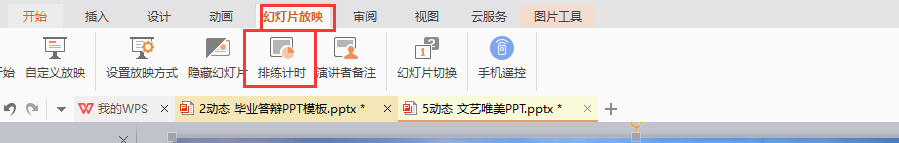 开始 插入 设计 动画 幻灯片放映 审阅 视图 云服务 图片工具
开始 自定义放映 设置放映方式 隐藏幻灯片 排练计时 演讲者备注 幻灯片切换 手机遥控
我的WPS 2动态 毕业答辩PPT模板.pptx * 5动态 文艺唯美PPT.pptx *